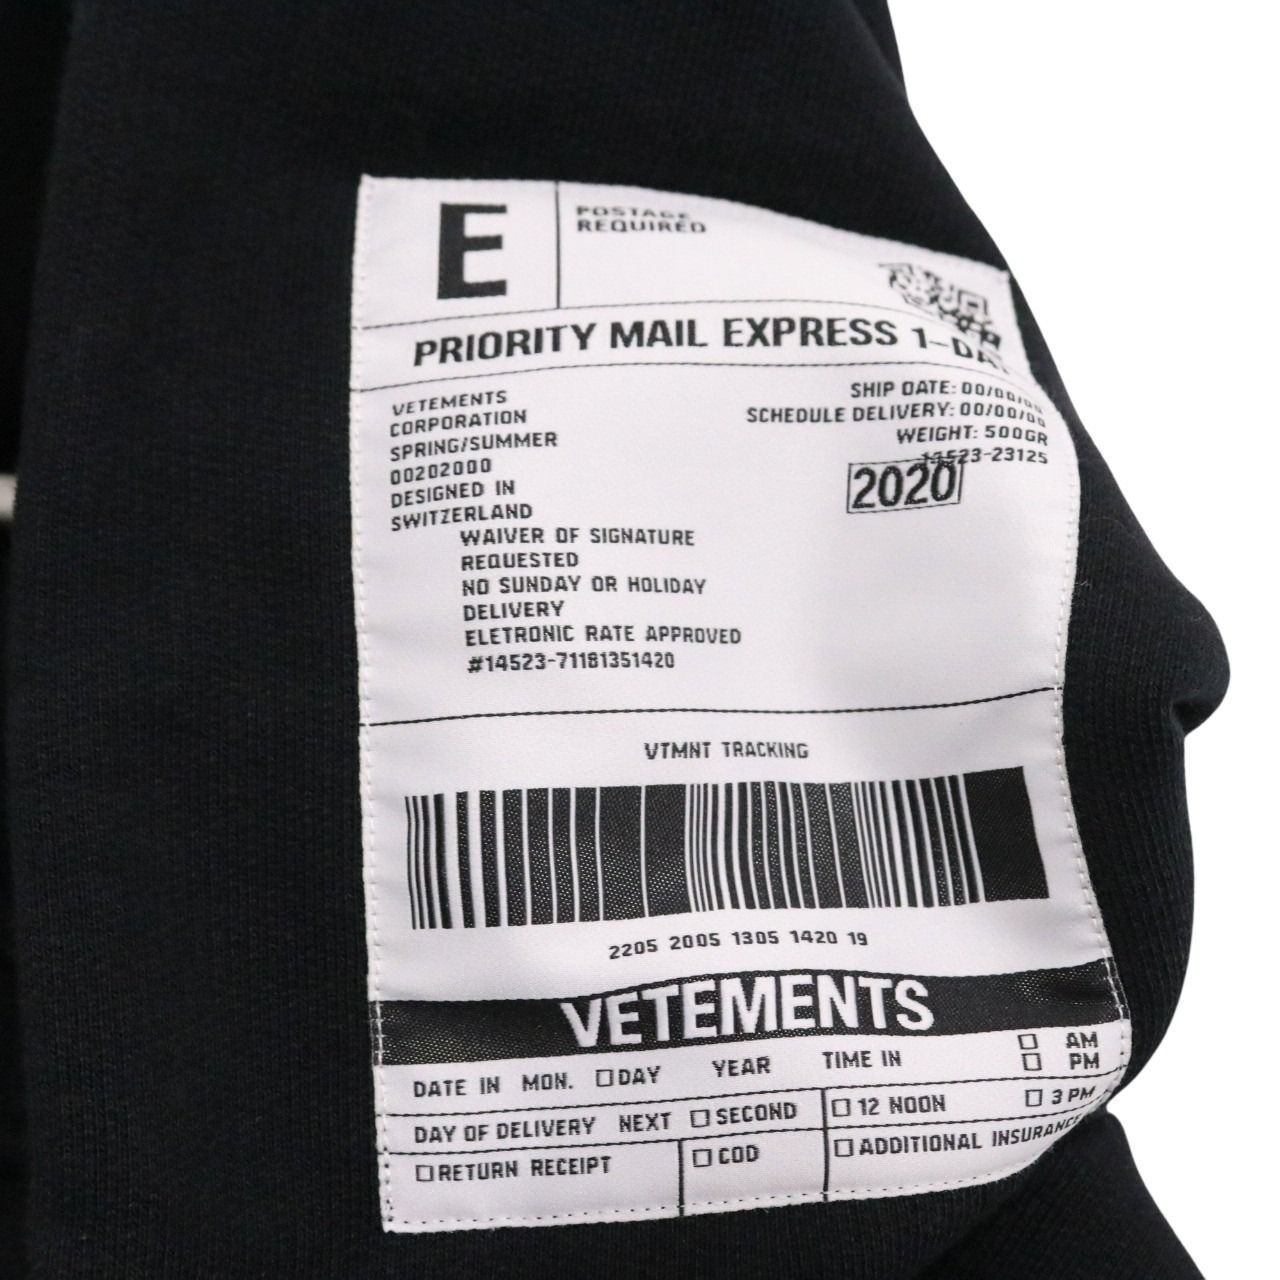 E
POSTAGE
REQUIRED
PRIORITY MAIL EXPRESS
VETEMENTS
CORPORATION
SPRING/SUMMER
00202000
DESIGNED IN
SWITZERLAND
SHIP DATE: 00/00/00
SCHEDULE DELIVERY: 00/00/00
WEIGHT: 500GR
14523-23125
2020
WAIVER OF SIGNATURE
REQUESTED
NO SUNDAY OR HOLIDAY
DELIVERY
ELETRONIC RATE APPROVED
#14523-71181351420
VTMNT TRACKING
2205 2005 1305 1420 19
VETEMENTS
DATE IN MON. DAY YEAR TIME IN AM
PM
DAY OF DELIVERY NEXT SECOND 12 NOON 3 PM
RETURN RECEIPT COD ADDITIONAL INSURANCE